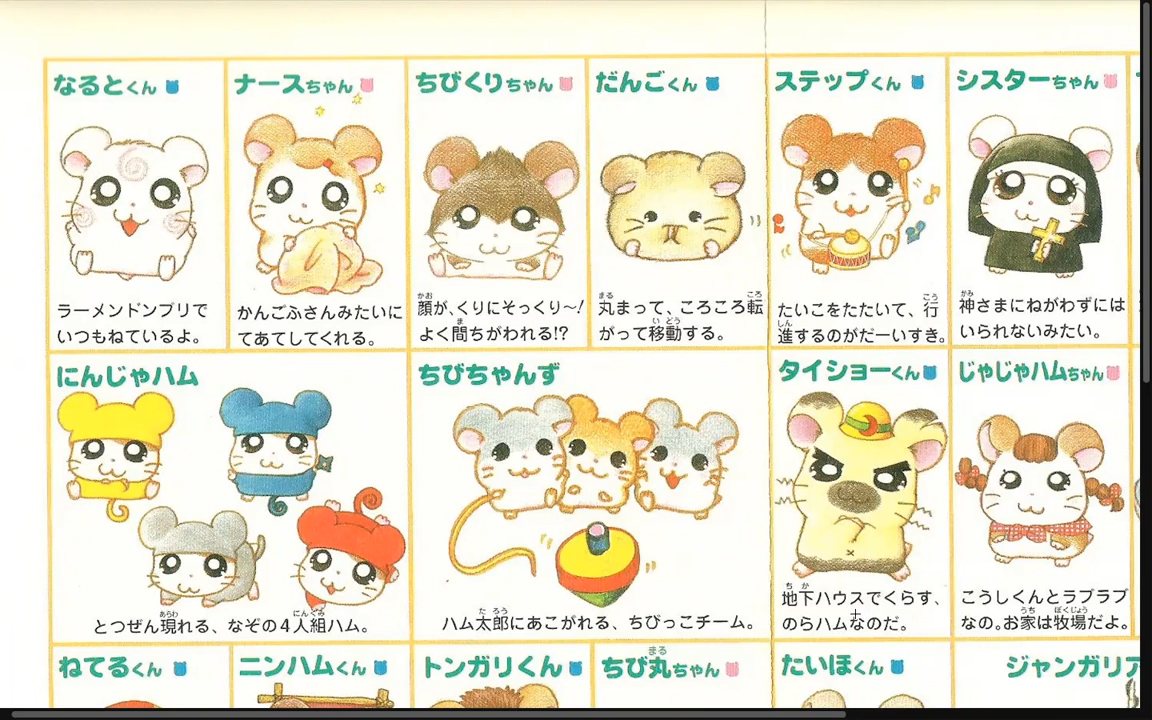 なるとくん
ラーメンドンブリで
いつもねているよ。
ナースちゃん
かんごふさんみたいに
てあてしてくれる。
ちびくりちゃん
顔が、くりにそっくり〜!
よく間ちがわれる!?
だんごくん
丸まって、ころころ転
がって移動する。
ステップくん
たいこをたたいて、行
進するのがだーいすき。
シスターちゃん
神さまにねがわずには
いられないみたい。
にんじゃハム
とつぜん現れる、なぞの4人組ハム。
ちびちゃんず
ハム太郎にあこがれる、ちびっこチーム。
タイショーくん
地下ハウスでくらす、
のらハムなのだ。
じゃじゃハムちゃん
こうしくんとラブラブ
なの。お家は牧場だよ。
ねてるくん
ニンハムくん
トンガリくん
ちび丸ちゃん
たいほくん
ジャンガリア